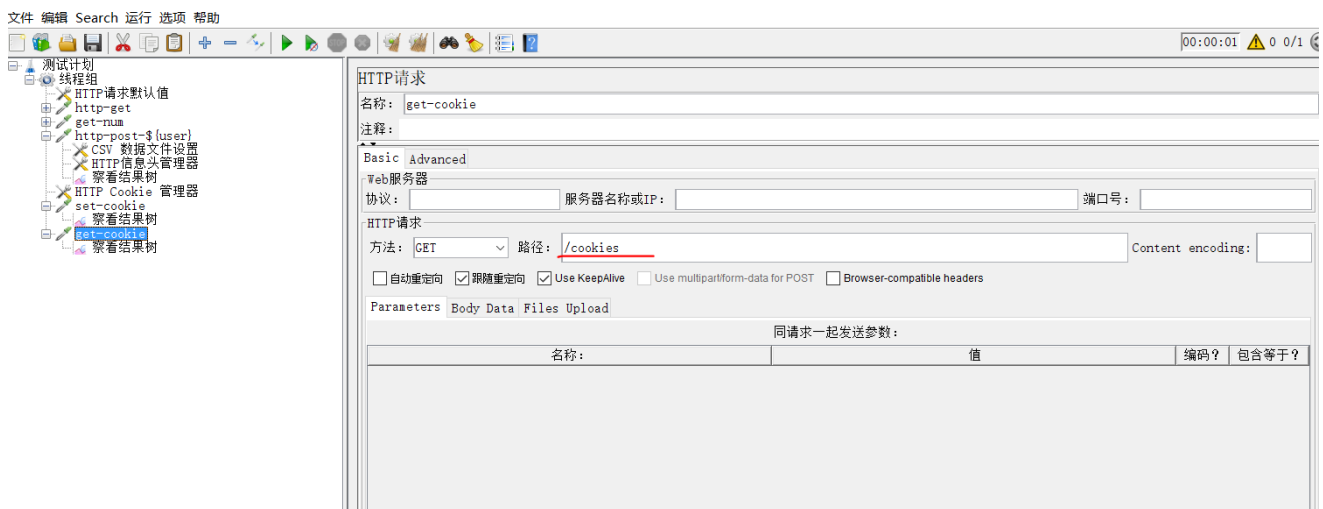 文件 编辑 Search 运行 选项 帮助
00:00:01 0 0/1
测试计划
线程组
HTTP请求默认值
http-get
get-num
http-post-${user}
CSV 数据文件设置
HTTP信息头管理器
察看结果树
HTTP Cookie 管理器
set-cookie
察看结果树
get-cookie
察看结果树
HTTP请求
名称: get-cookie
注释:
Basic Advanced
Web服务器
协议: 服务器名称或IP: 端口号:
HTTP请求
方法: GET 路径: /cookies Content encoding:
自动重定向 跟随重定向 Use KeepAlive Use multipart/form-data for POST Browser-compatible headers
Parameters Body Data Files Upload
同请求一起发送参数:
名称: 值 编码? 包含等于?